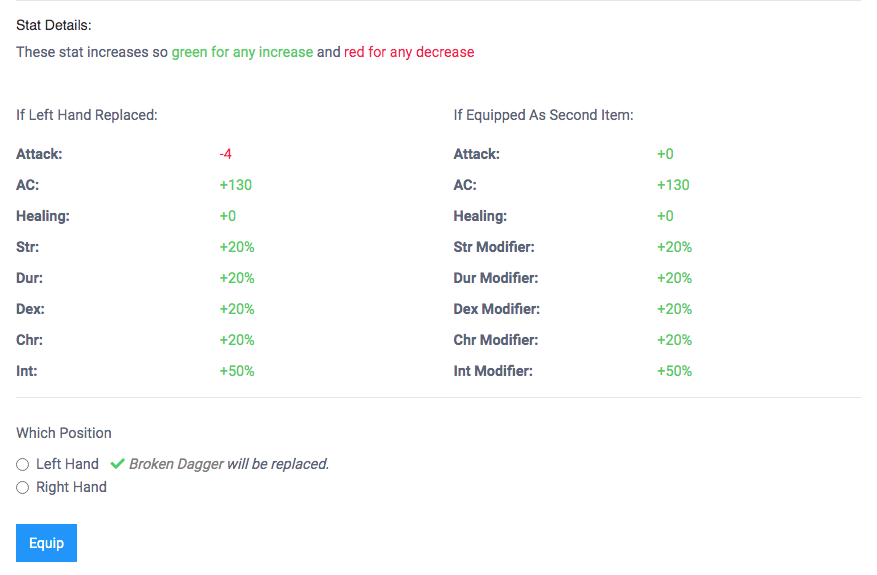 Stat Details:
These stat increases so green for any increase and red for any decrease
If Left Hand Replaced:
Attack: -4
AC: +130
Healing: +0
Str: +20%
Dur: +20%
Dex: +20%
Chr: +20%
Int: +50%
If Equipped As Second Item:
Attack: +0
AC: +130
Healing: +0
Str Modifier: +20%
Dur Modifier: +20%
Dex Modifier: +20%
Chr Modifier: +20%
Int Modifier: +50%
Which Position
Left Hand Broken Dagger will be replaced.
Right Hand
Equip